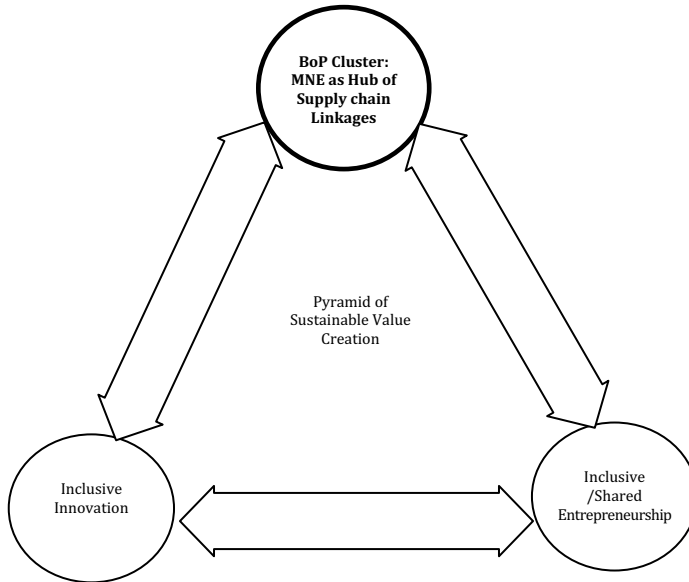 BoP Cluster:
MNE as Hub of
Supply chain
Linkages
Pyramid of
Sustainable Value
Creation
Inclusive
Innovation
Inclusive
/Shared
Entrepreneurship